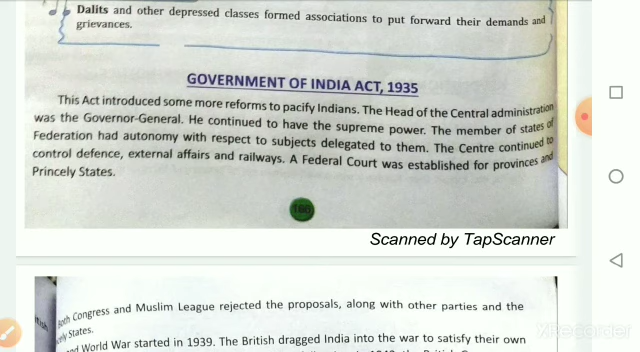 Dalits and other depressed classes formed associations to put forward their demands and
grievances.
GOVERNMENT OF INDIA ACT, 1935
This Act introduced some more reforms to pacify Indians. The Head of the Central administration
was the Governor-General. He continued to have the supreme power. The member of states of
Federation had autonomy with respect to subjects delegated to them. The Centre continued to
control defence, external affairs and railways. A Federal Court was established for provinces and
Princely States.
186
Scanned by TapScanner
Both Congress and Muslim League rejected the proposals, along with other parties and the
States.
World War started in 1939. The British dragged India into the war to satisfy their own